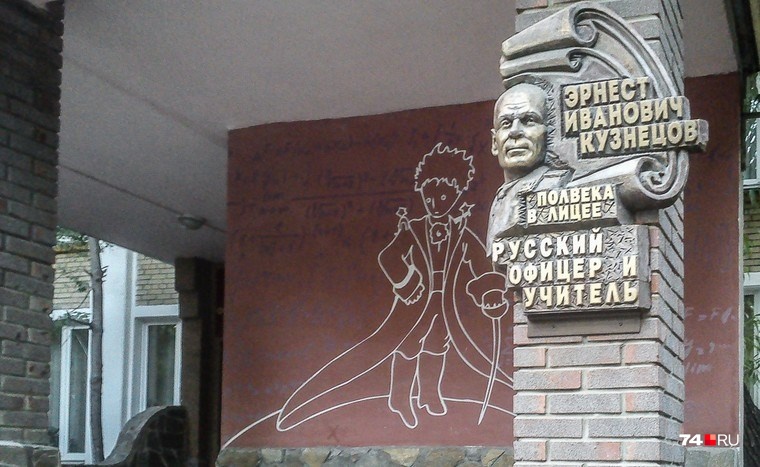 ЭРНЕСТ
ИВАНОВИЧ
КУЗНЕЦОВ
ПОЛВЕКА
В ЛИЦЕЕ
РУССКИЙ
ОФИЦЕР И
УЧИТЕЛЬ
74.RU